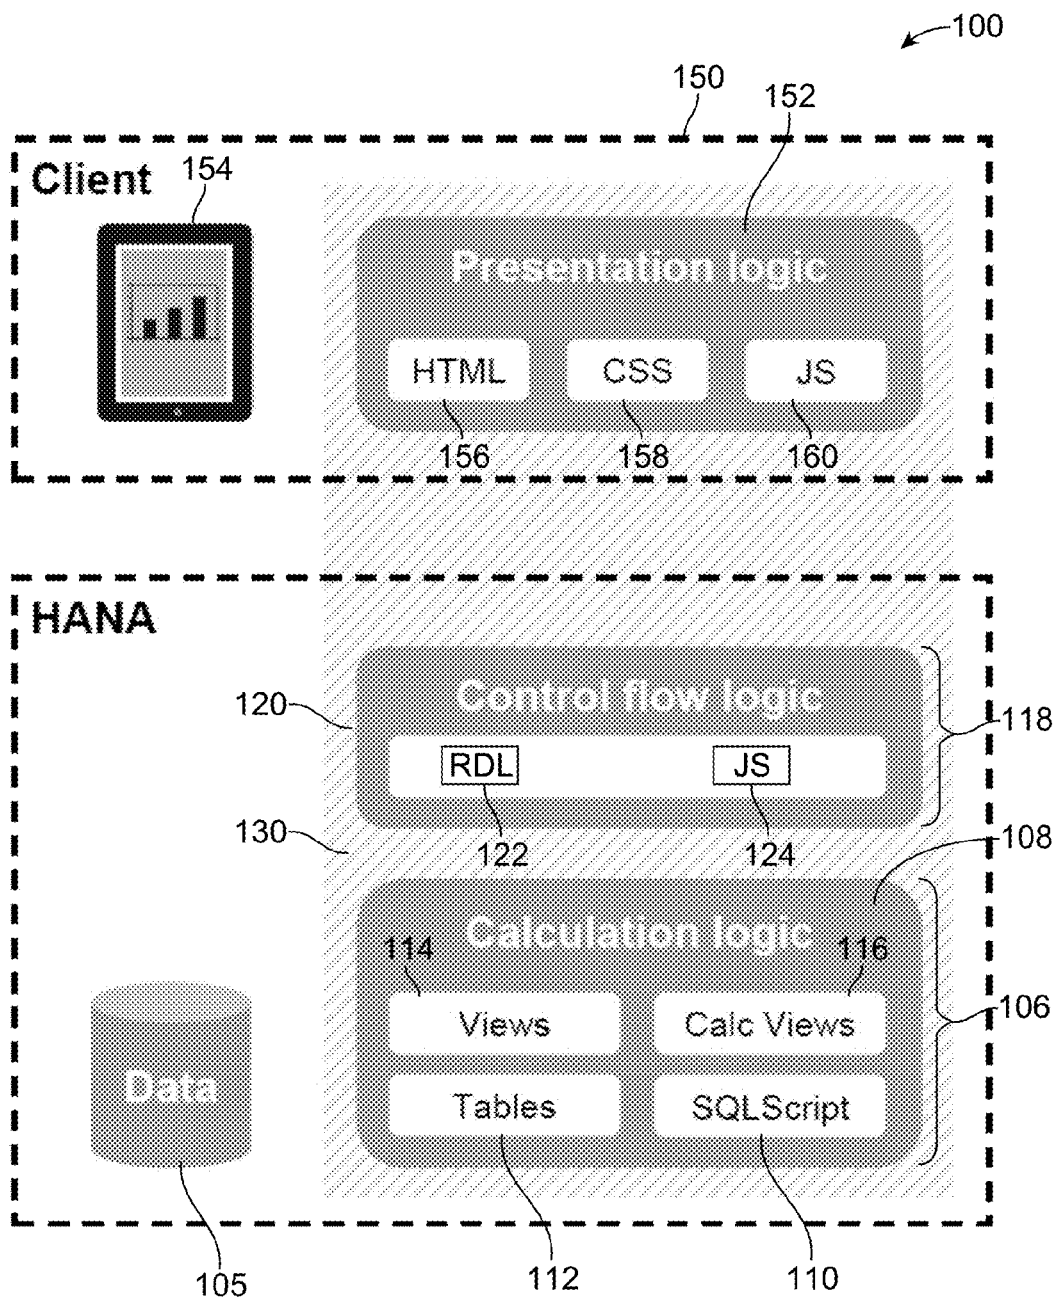 100
150
152
Client
154
Presentation logic
HTML
CSS
JS
156
158
160
HANA
120
Control flow logic
118
RDL
JS
130
122
124
108
Calculation logic
114
116
Views
Calc Views
106
Data
Tables
SQLScript
105
112
110